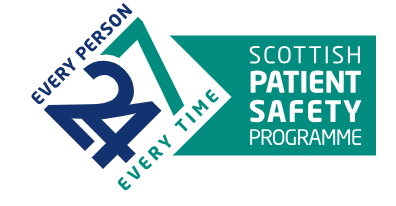 EVERY PERSON
24
7
EVERY TIME
SCOTTISH
PATIENT
SAFETY
PROGRAMME